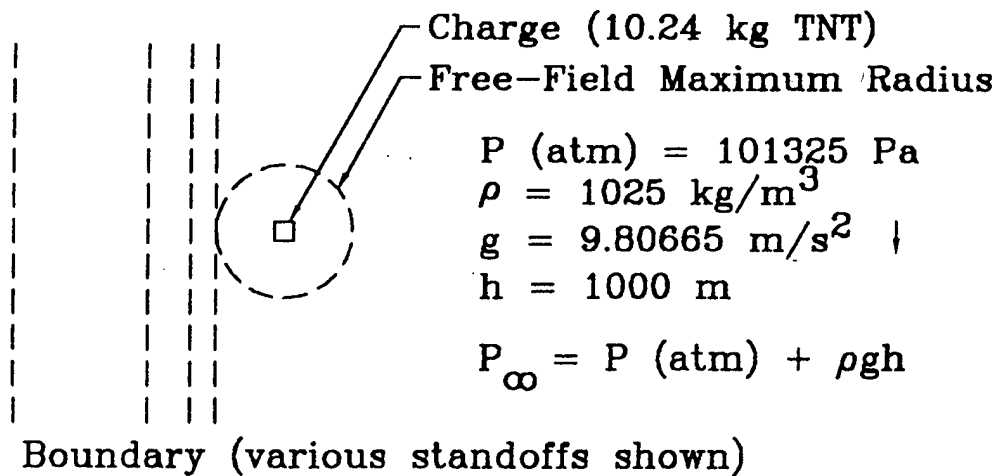 Charge (10.24 kg TNT)
Free-Field Maximum Radius
P (atm) = 101325 Pa
ρ = 1025 kg/m³
g = 9.80665 m/s² ↓
h = 1000 m
P∞ = P (atm) + ρgh
Boundary (various standoffs shown)